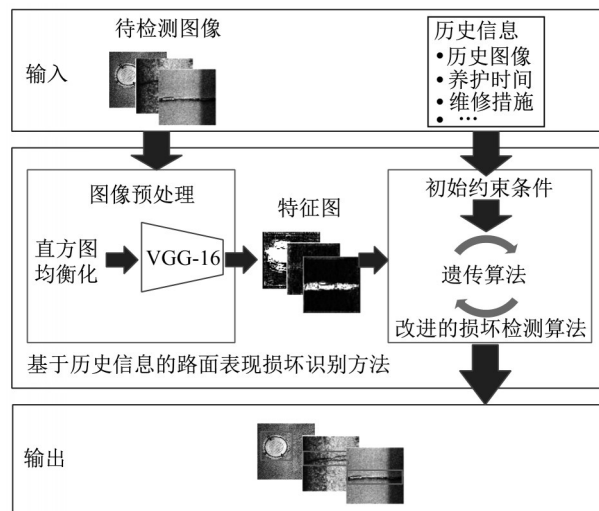 输入
待检测图像
历史信息
•历史图像
•养护时间
•维修措施
• …
图像预处理
直方图
均衡化
VGG-16
特征图
初始约束条件
遗传算法
改进的损坏检测算法
基于历史信息的路面表现损坏识别方法
输出